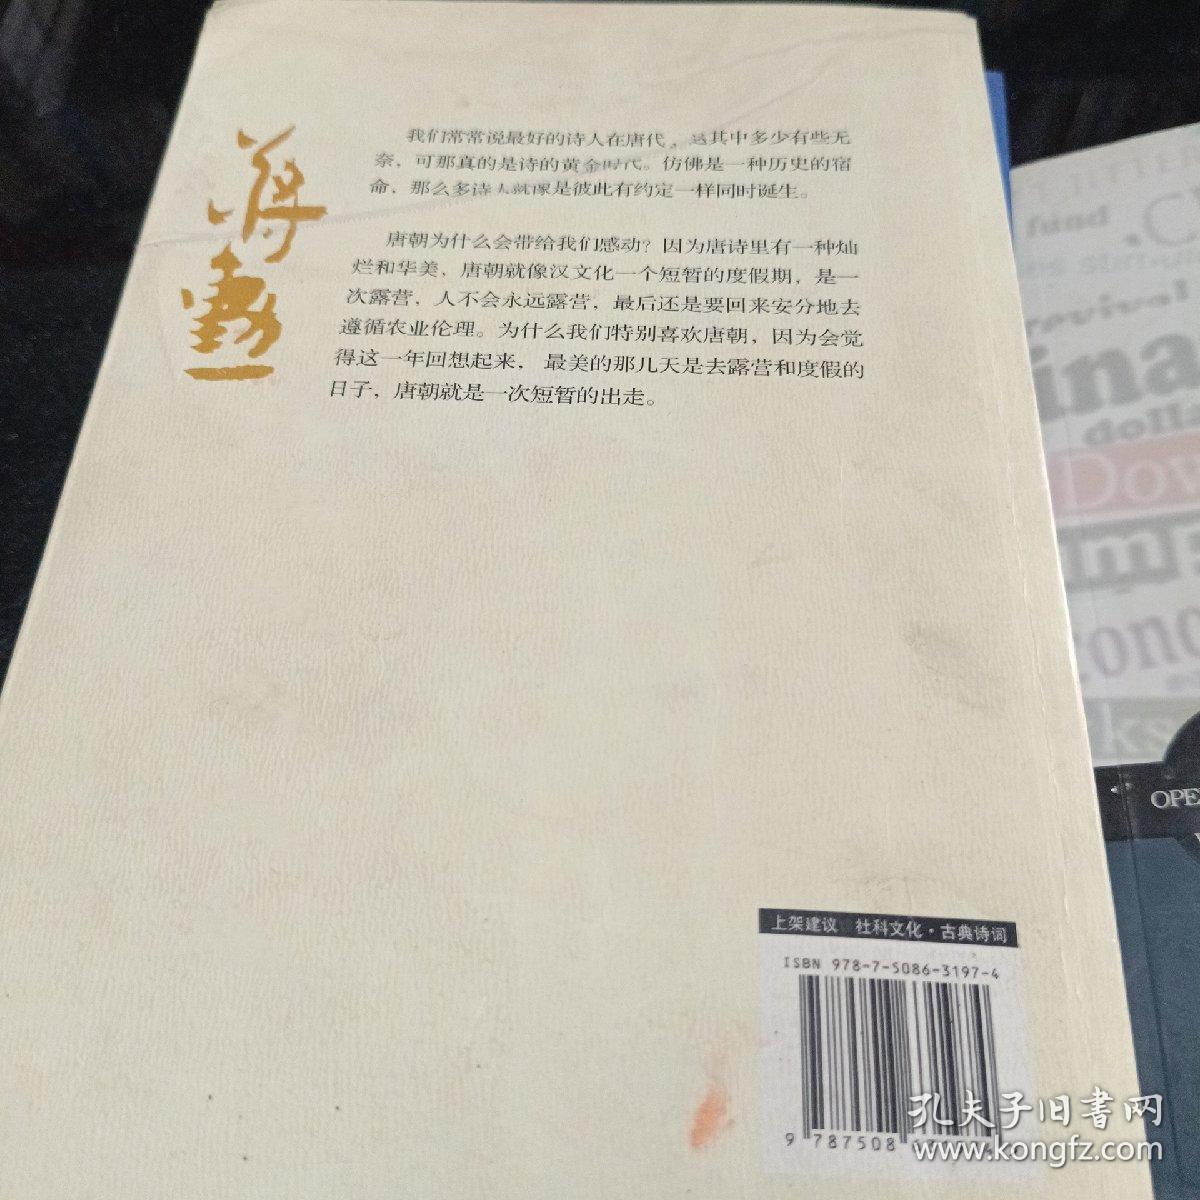 蒋勳
我们常常说最好的诗人在唐代，这其中多少有些无
奈，可那真的是诗的黄金时代。仿佛是一种历史的宿
命，那么多诗人就像是彼此有约定一样同时诞生。
唐朝为什么会带给我们感动？因为唐诗里有一种灿
烂和华美，唐朝就像汉文化一个短暂的度假期，是一
次露营，人不会永远露营，最后还是要回来安分地去
遵循农业伦理。为什么我们特别喜欢唐朝，因为会觉
得这一年回想起来，最美的那几天是去露营和度假的
日子，唐朝就是一次短暂的出走。
上架建议 社科文化·古典诗词
ISBN 978-7-5086-3197-4
9 787508
孔夫子旧书网
www.kongfz.com
fund
revival
ina
dolla
Dow
OPE